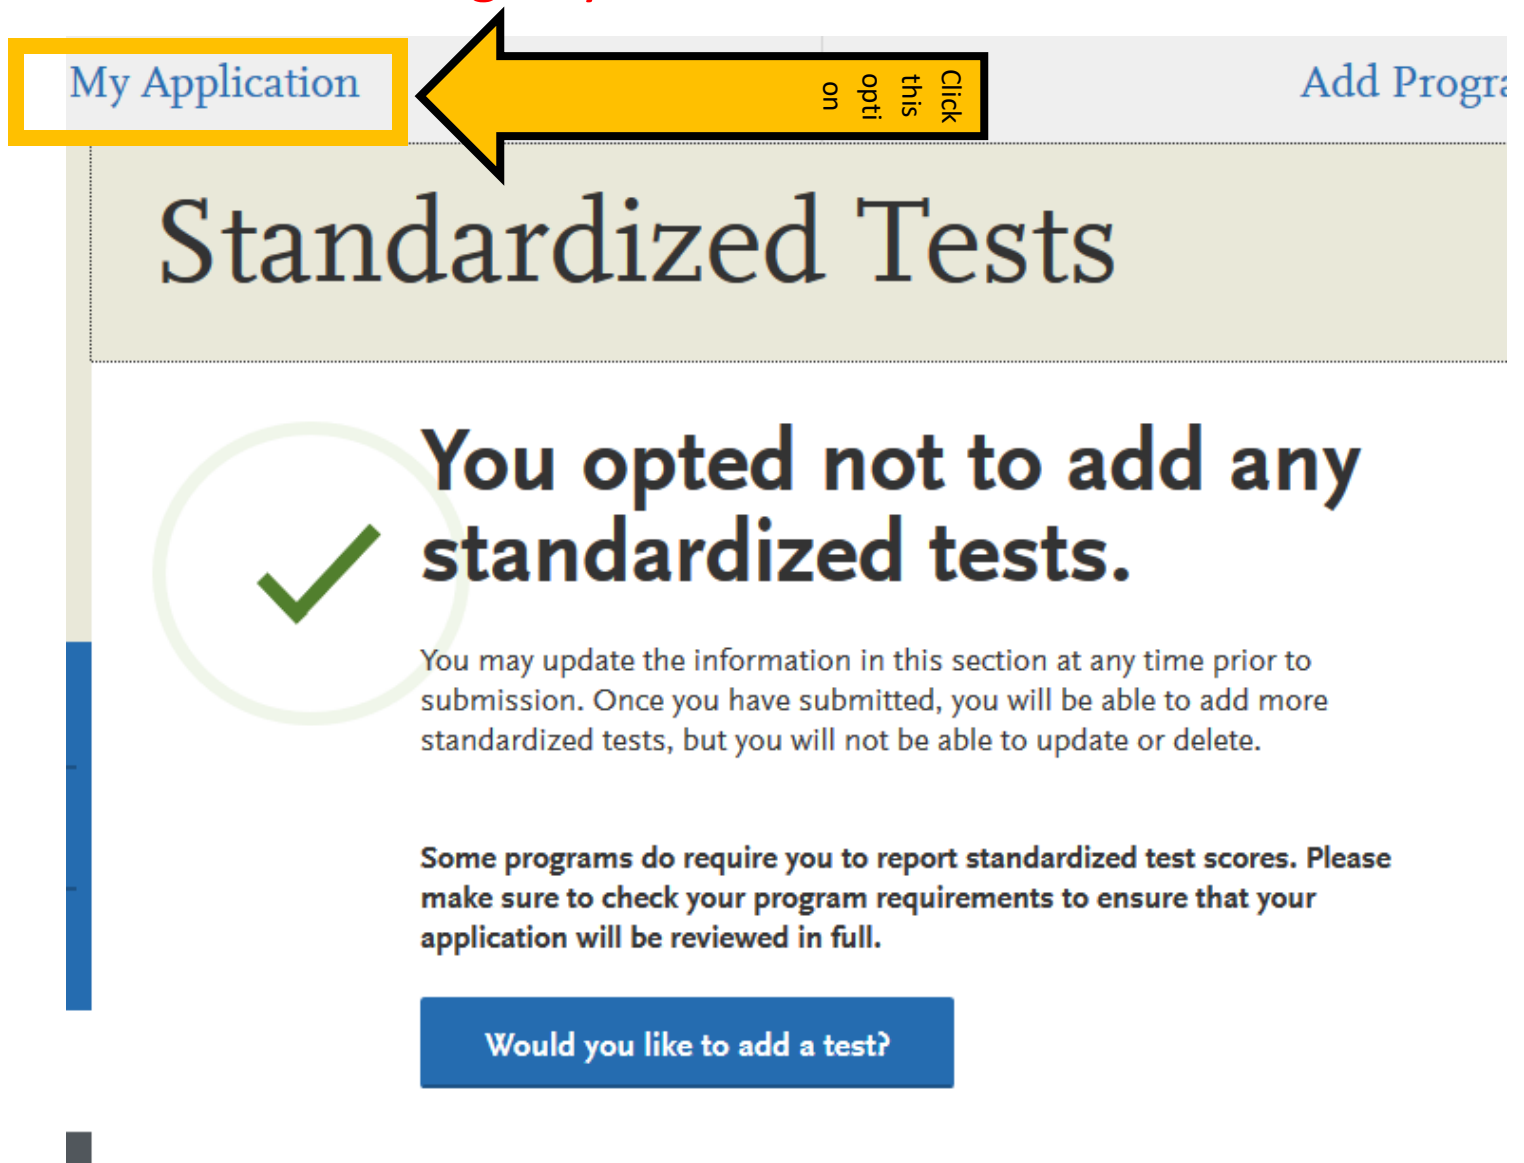 My Application
Click
this
opti
on
Add Progra
Standardized Tests
You opted not to add any
standardized tests.
You may update the information in this section at any time prior to
submission. Once you have submitted, you will be able to add more
standardized tests, but you will not be able to update or delete.
Some programs do require you to report standardized test scores. Please
make sure to check your program requirements to ensure that your
application will be reviewed in full.
Would you like to add a test?